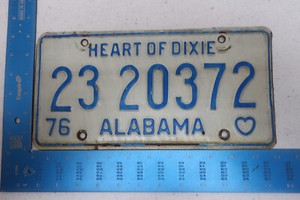 HEART OF DIXIE
23 20372
76 ALABAMA